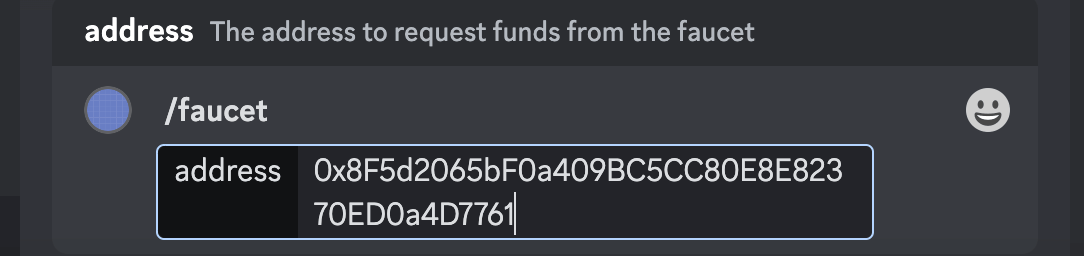 address The address to request funds from the faucet
/faucet
address 0x8F5d2065bF0a409BC5CC80E8E823
70ED0a4D7761